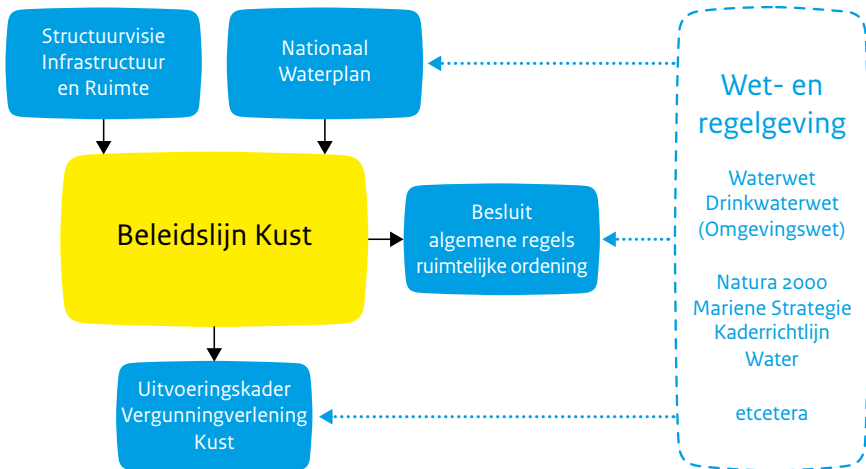 Structuurvisie
Infrastructuur
en Ruimte
Nationaal
Waterplan
Beleidslijn Kust
Besluit
algemene regels
ruimtelijke ordening
Uitvoeringskader
Vergunningverlening
Kust
Wet- en
regelgeving
Waterwet
Drinkwaterwet
(Omgevingswet)
Natura 2000
Mariene Strategie
Kaderrichtlijn
Water
etcetera